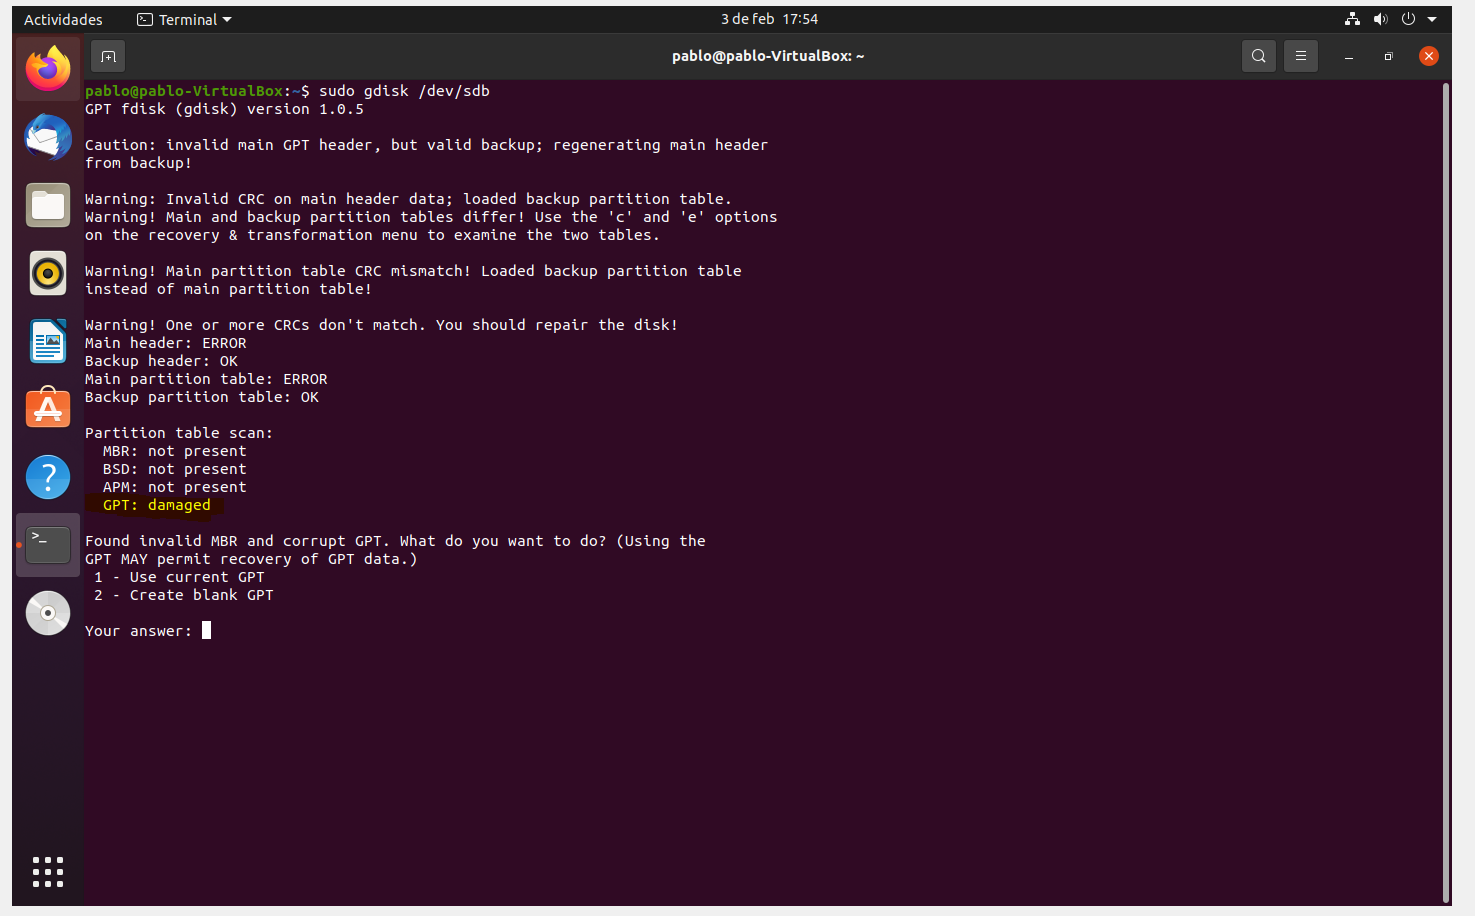 Actividades
Terminal
3 de feb 17:54
pablo@pablo-VirtualBox: ~
pablo@pablo-VirtualBox:~$ sudo gdisk /dev/sdb
GPT fdisk (gdisk) version 1.0.5
Caution: invalid main GPT header, but valid backup; regenerating main header
from backup!
Warning: Invalid CRC on main header data; loaded backup partition table.
Warning! Main and backup partition tables differ! Use the 'c' and 'e' options
on the recovery & transformation menu to examine the two tables.
Warning! Main partition table CRC mismatch! Loaded backup partition table
instead of main partition table!
Warning! One or more CRCs don't match. You should repair the disk!
Main header: ERROR
Backup header: OK
Main partition table: ERROR
Backup partition table: OK
Partition table scan:
MBR: not present
BSD: not present
APM: not present
GPT: damaged
Found invalid MBR and corrupt GPT. What do you want to do? (Using the
GPT MAY permit recovery of GPT data.)
1 - Use current GPT
2 - Create blank GPT
Your answer: